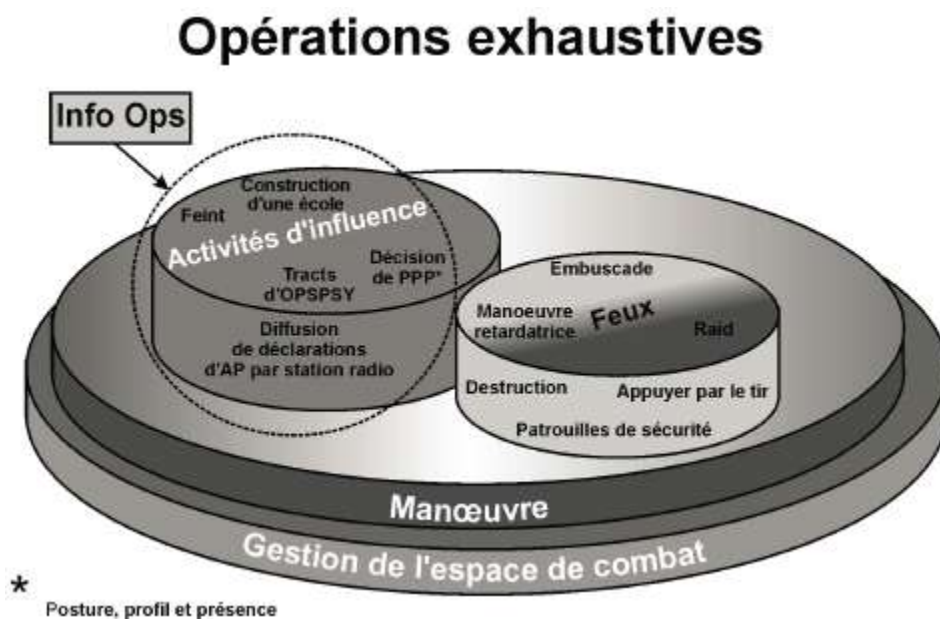 Opérations exhaustives
Info Ops
Construction
d'une école
Feint
Activités d'influence
Décision
de PPP*
Tracts
d'OPSPSY
Diffusion
de déclarations
d'AP par station radio
Embuscade
Manoeuvre
retardatrice
Feux
Raid
Destruction
Appuyer par le tir
Patrouilles de sécurité
Manœuvre
Gestion de l'espace de combat
*
Posture, profil et présence